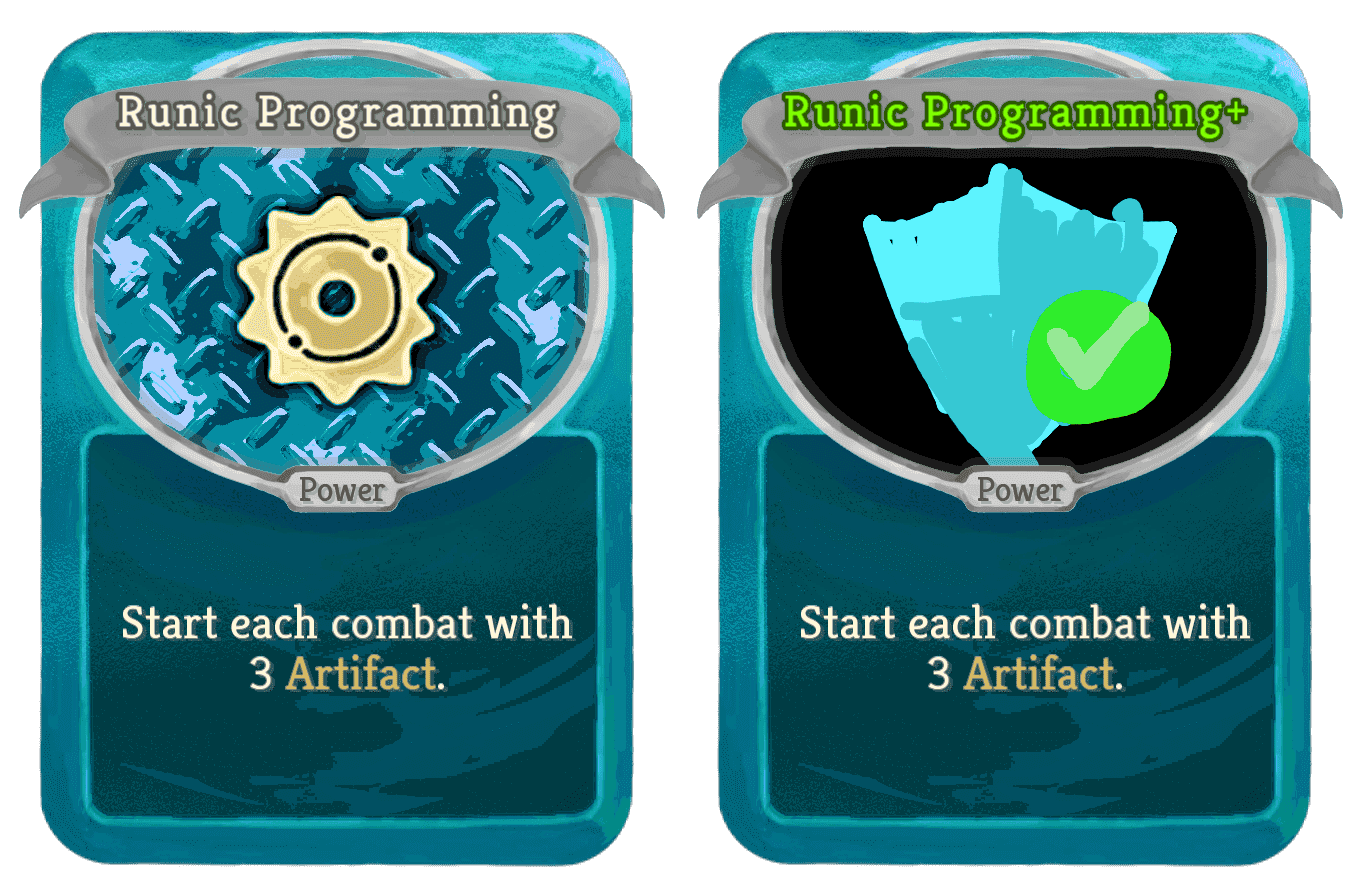 Runic Programming
Power
Start each combat with
3 Artifact.
Runic Programming+
Power
Start each combat with
3 Artifact.